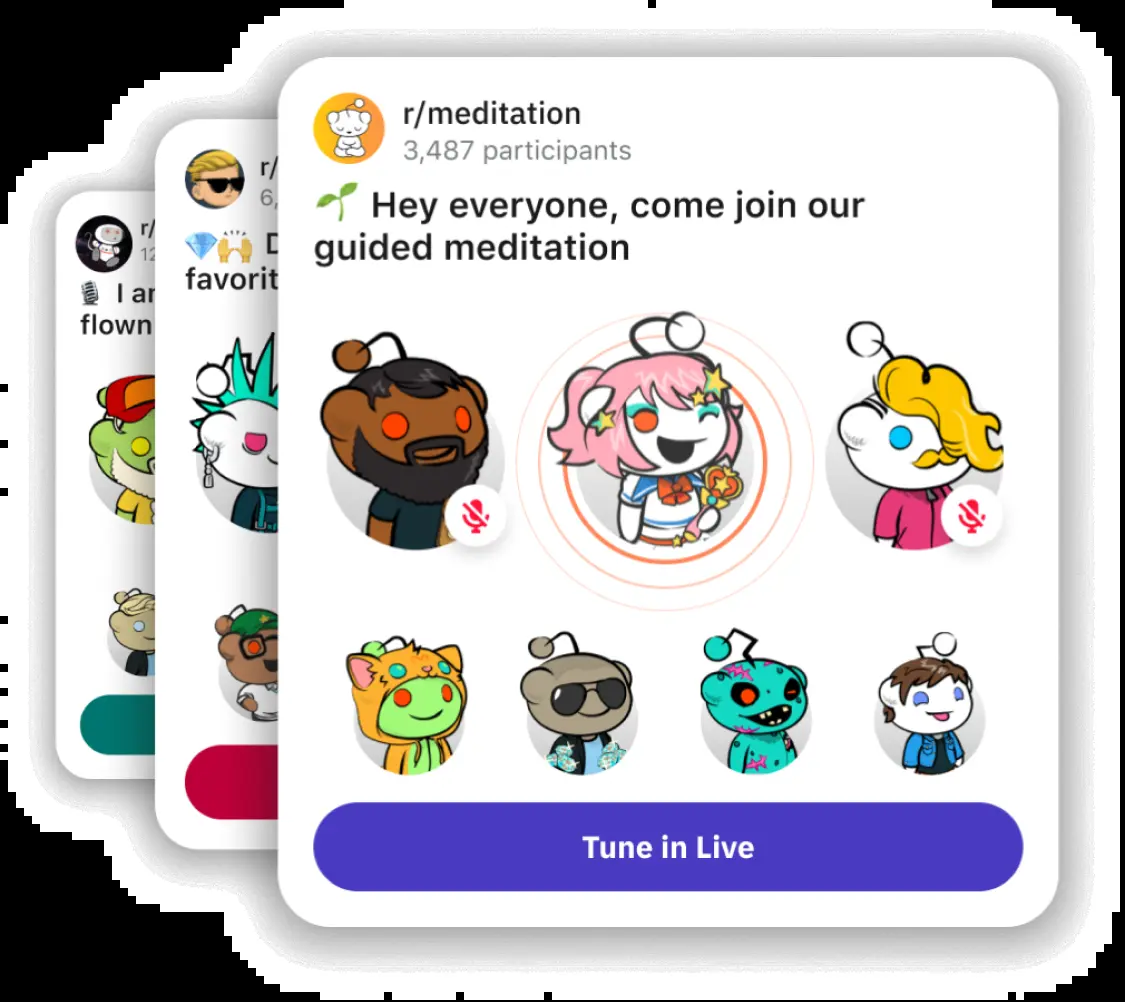 r/meditation
3,487 participants
🌱 Hey everyone, come join our
guided meditation
Tune in Live
r/
6,
💎🙌 D
favorit
r/
12
🎙 I ar
flown